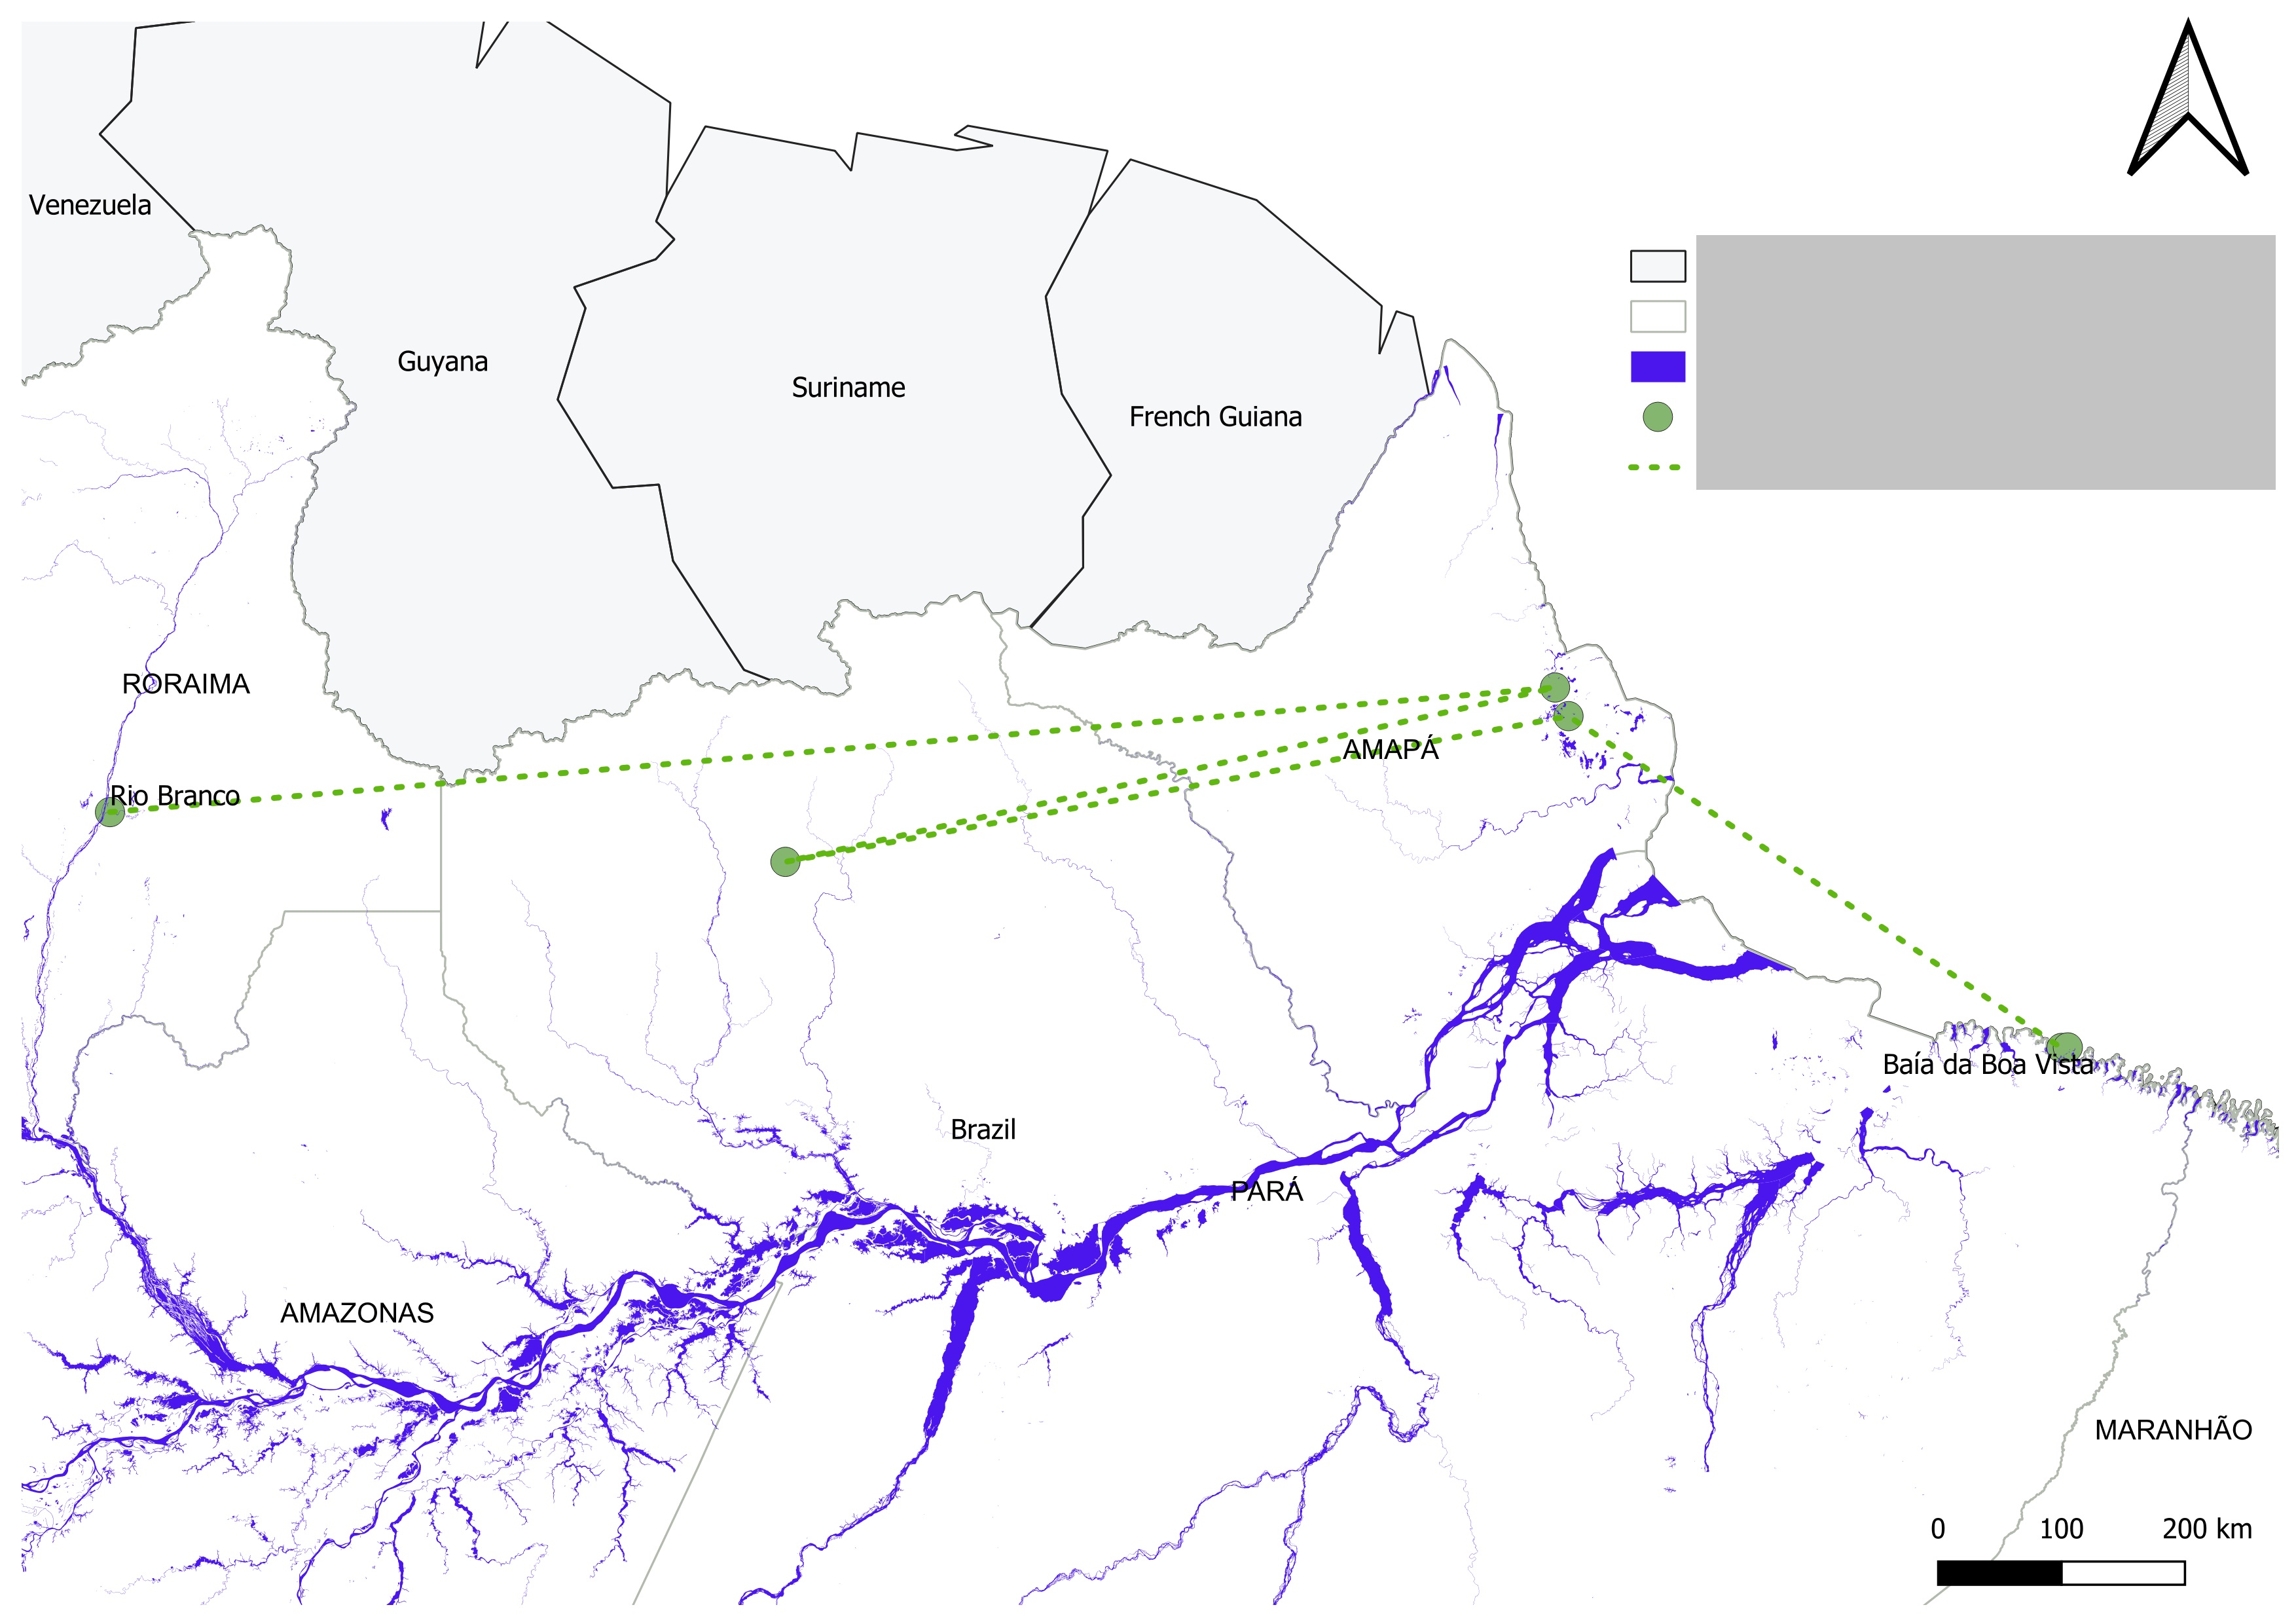 Venezuela
Guyana
Suriname
French Guiana
RORAIMA
AMAPÁ
Rio Branco
Baía da Boa Vista
Brazil
PARÁ
AMAZONAS
MARANHÃO
0 100 200 km